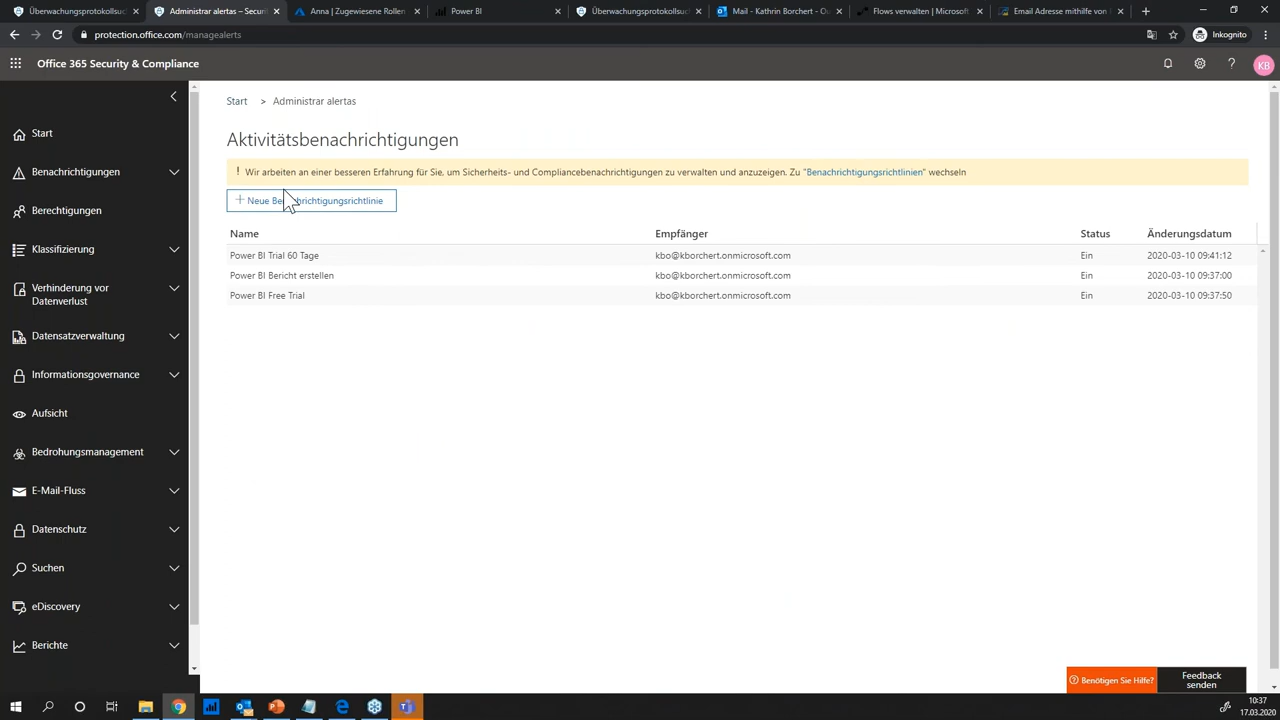 Überwachungsprotokollsuc
Administrar alertas – Securi
Anna | Zugewiesene Rollen
Power BI
Überwachungsprotokollsuc
Mail - Kathrin Borchert - Ou
Flows verwalten | Microsoft
Email Adresse mithilfe von
protection.office.com/managealerts
Inkognito
Office 365 Security & Compliance
KB
Start > Administrar alertas
Aktivitätsbenachrichtigungen
! Wir arbeiten an einer besseren Erfahrung für Sie, um Sicherheits- und Compliancebenachrichtigungen zu verwalten und anzuzeigen. Zu "Benachrichtigungsrichtlinien" wechseln
+ Neue Benachrichtigungsrichtlinie
Name Empfänger Status Änderungsdatum
Power BI Trial 60 Tage kbo@kborchert.onmicrosoft.com Ein 2020-03-10 09:41:12
Power BI Bericht erstellen kbo@kborchert.onmicrosoft.com Ein 2020-03-10 09:37:00
Power BI Free Trial kbo@kborchert.onmicrosoft.com Ein 2020-03-10 09:37:50
Start
Benachrichtigungen
Berechtigungen
Klassifizierung
Verhinderung vor
Datenverlust
Datensatzverwaltung
Informationsgovernance
Aufsicht
Bedrohungsmanagement
E-Mail-Fluss
Datenschutz
Suchen
eDiscovery
Berichte
Benötigen Sie Hilfe?
Feedback
senden
10:37
17.03.2020